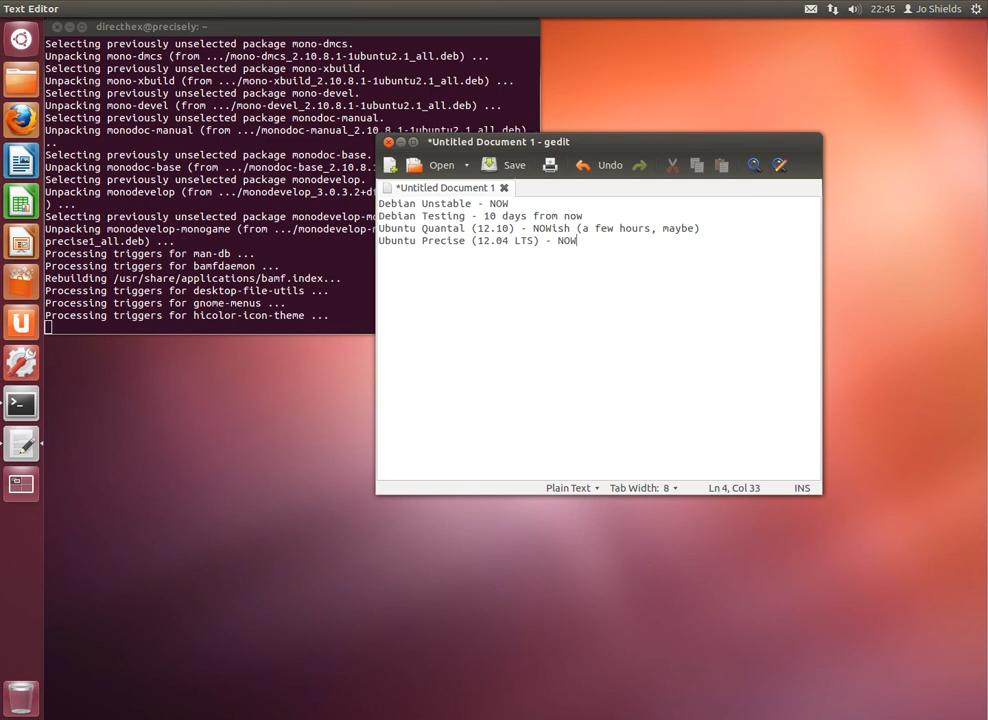 Text Editor
22:45 Jo Shields
directhex@precisely: ~
Selecting previously unselected package mono-dmcs.
Unpacking mono-dmcs (from .../mono-dmcs_2.10.8.1-1ubuntu2.1_all.deb) ...
Selecting previously unselected package mono-xbuild.
Unpacking mono-xbuild (from .../mono-xbuild_2.10.8.1-1ubuntu2.1_all.deb) ...
Selecting previously unselected package mono-devel.
Unpacking mono-devel (from .../mono-devel_2.10.8.1-1ubuntu2.1_all.deb) ...
Selecting previously unselected package monodoc-manual.
Unpacking monodoc-manual (from .../monodoc-manual_2.10.8.1-1ubuntu2.1_all.deb)
..
Selecting previously unselected package monodoc-base.
Unpacking monodoc-base (from .../monodoc-base_2.10.8.
Selecting previously unselected package monodevelop.
Unpacking monodevelop (from .../monodevelop_3.0.3.2+d
) ...
Selecting previously unselected package monodevelop-m
Unpacking monodevelop-monogame (from .../monodevelop-
precise1_all.deb) ...
Processing triggers for man-db ...
Processing triggers for bamfdaemon ...
Rebuilding /usr/share/applications/bamf.index...
Processing triggers for desktop-file-utils ...
Processing triggers for gnome-menus ...
Processing triggers for hicolor-icon-theme ...
*Untitled Document 1 - gedit
Open Save Undo
*Untitled Document 1
Debian Unstable - NOW
Debian Testing - 10 days from now
Ubuntu Quantal (12.10) - NOWish (a few hours, maybe)
Ubuntu Precise (12.04 LTS) - NOW
Plain Text Tab Width: 8 Ln 4, Col 33 INS